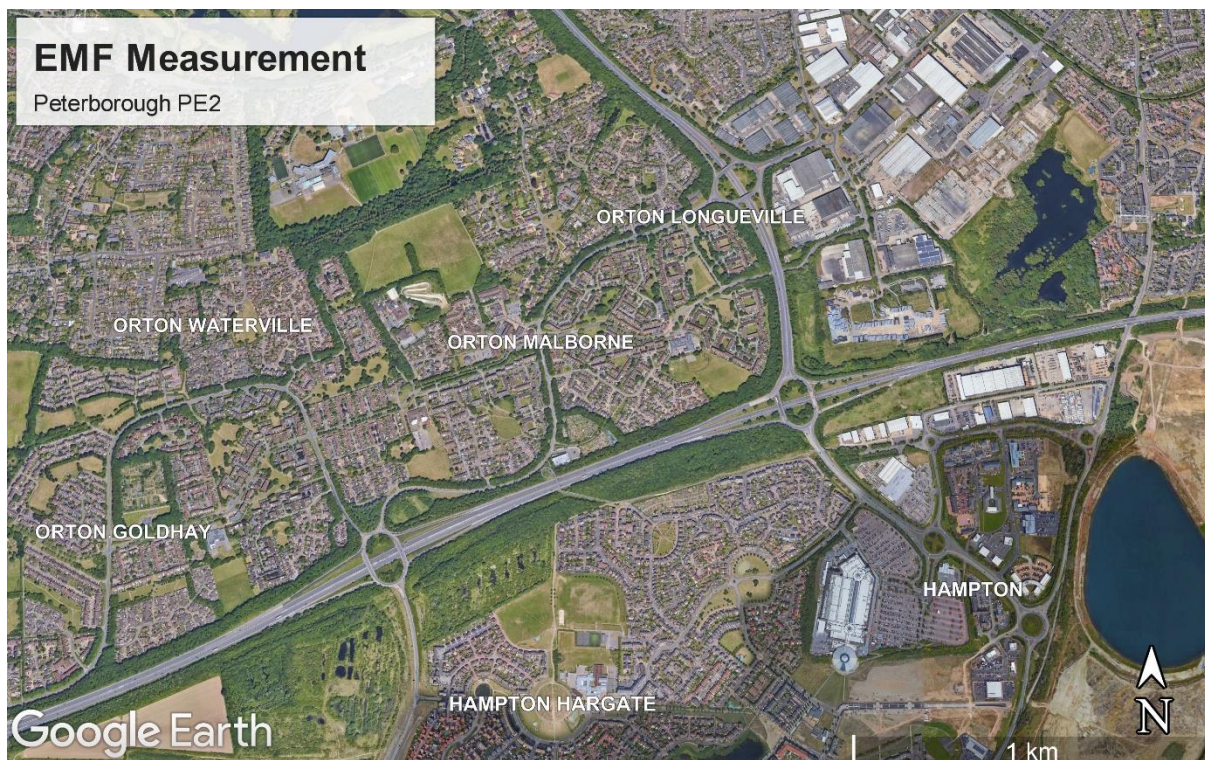 EMF Measurement
Peterborough PE2
ORTON LONGUEVILLE
ORTON WATERVILLE
ORTON MALBORNE
ORTON GOLDHAY
HAMPTON
HAMPTON HARGATE
Google Earth
N
1 km